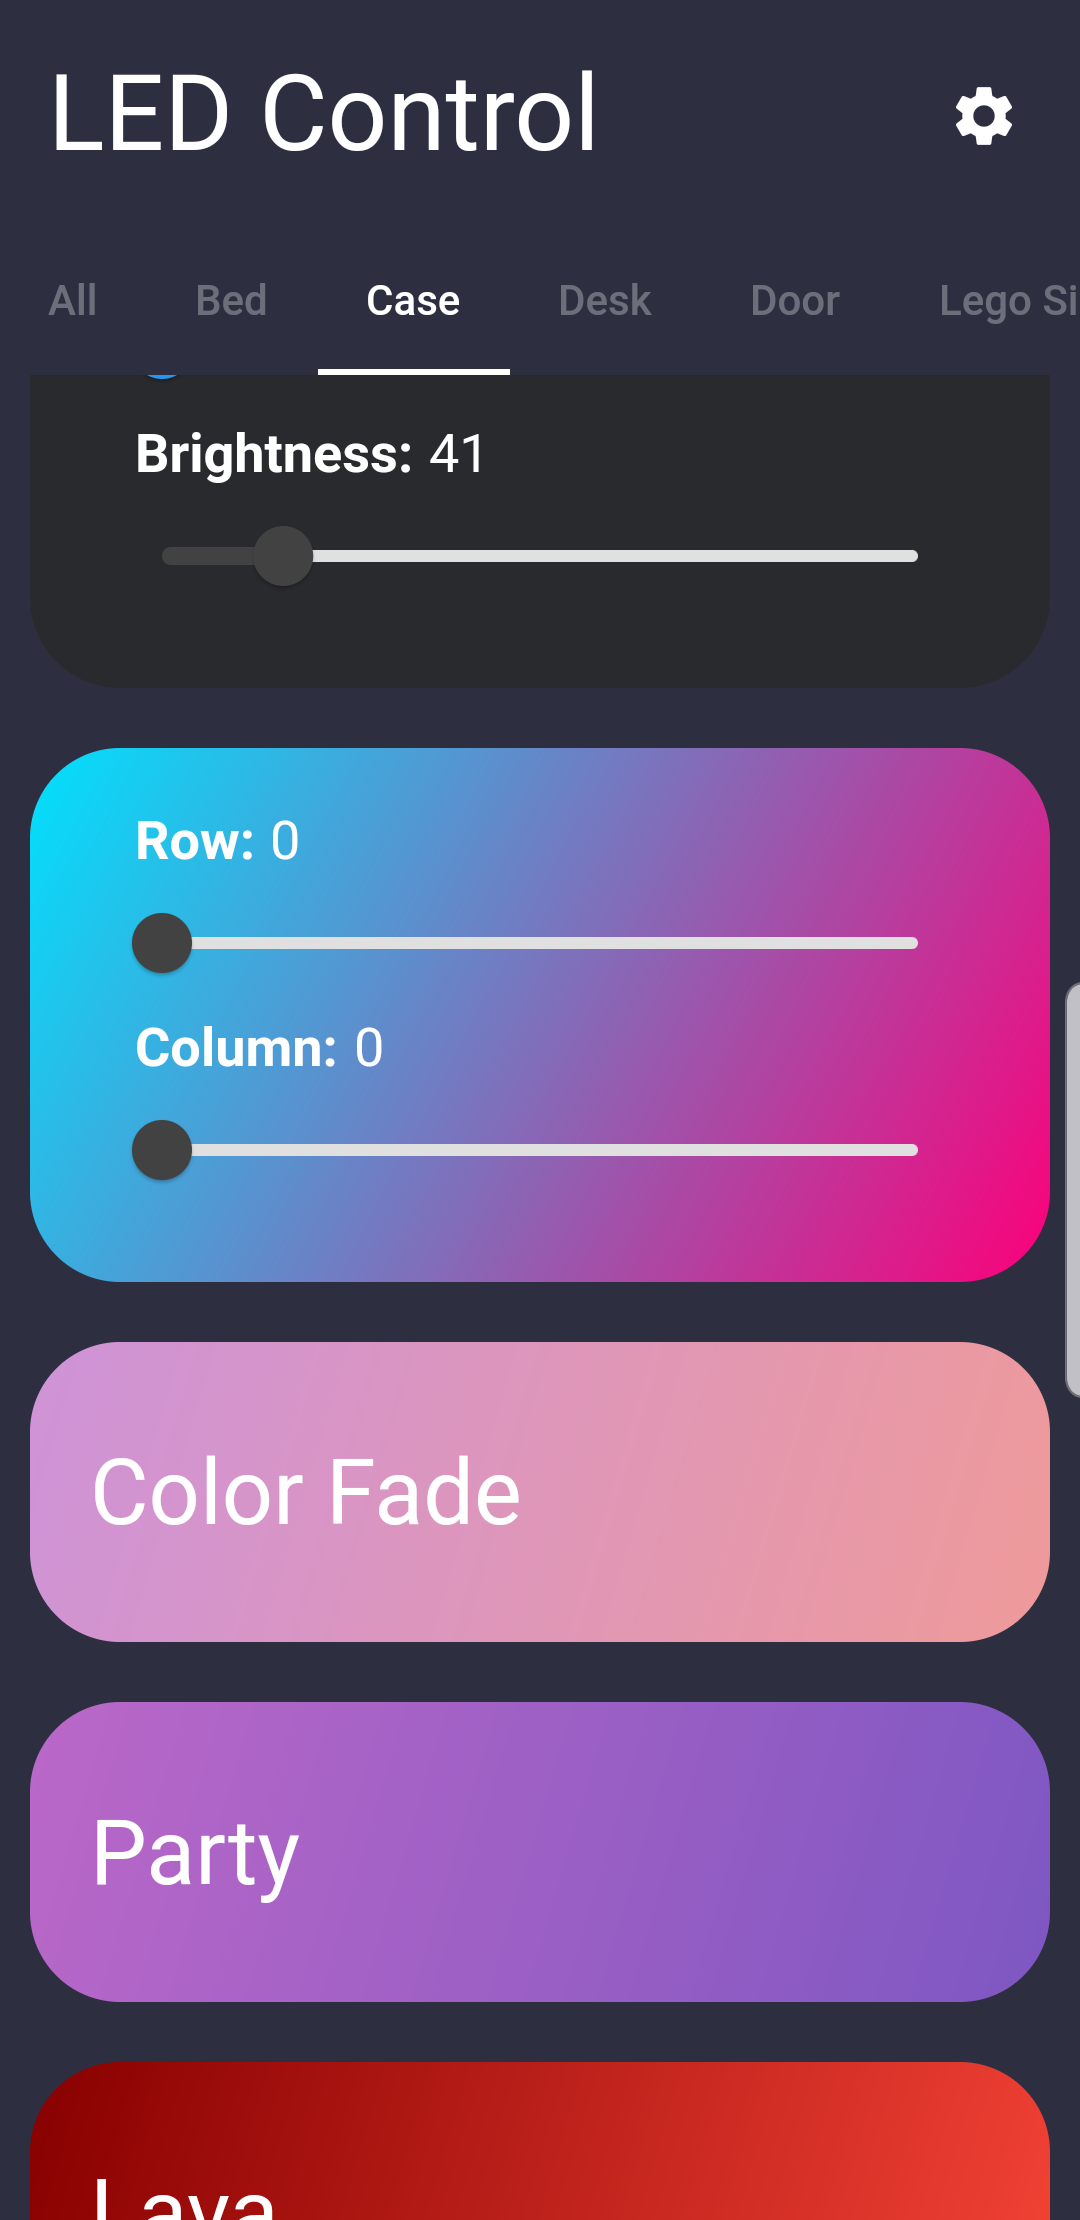 LED Control
All Bed Case Desk Door Lego Si
Brightness: 41
Row: 0
Column: 0
Color Fade
Party
Lava